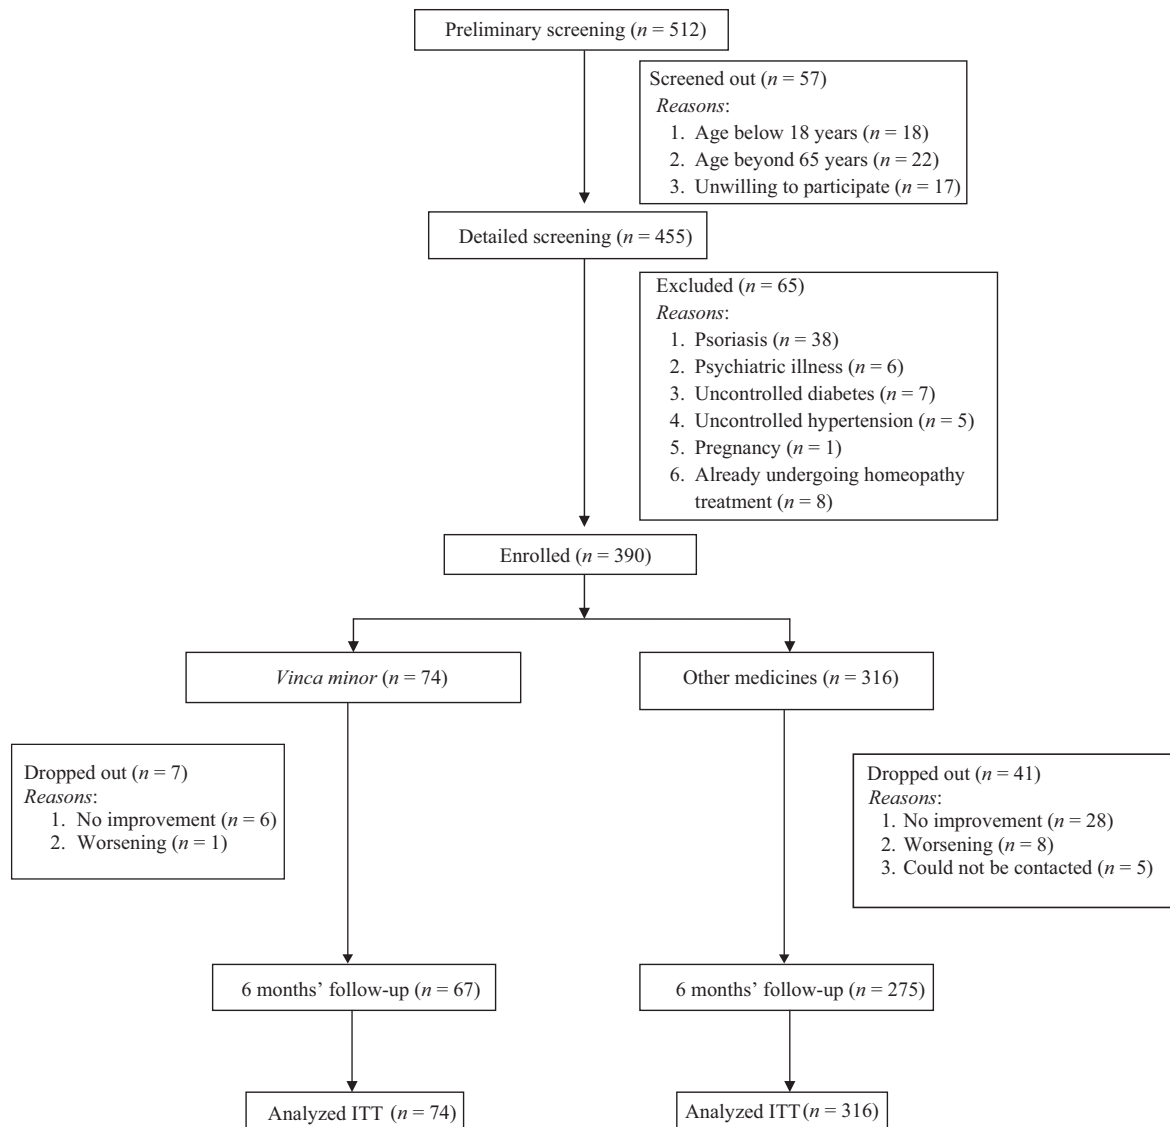 Preliminary screening (n = 512)
Screened out (n = 57)
Reasons:
1. Age below 18 years (n = 18)
2. Age beyond 65 years (n = 22)
3. Unwilling to participate (n = 17)
Detailed screening (n = 455)
Excluded (n = 65)
Reasons:
1. Psoriasis (n = 38)
2. Psychiatric illness (n = 6)
3. Uncontrolled diabetes (n = 7)
4. Uncontrolled hypertension (n = 5)
5. Pregnancy (n = 1)
6. Already undergoing homeopathy
treatment (n = 8)
Enrolled (n = 390)
Vinca minor (n = 74)
Other medicines (n = 316)
Dropped out (n = 7)
Reasons:
1. No improvement (n = 6)
2. Worsening (n = 1)
Dropped out (n = 41)
Reasons:
1. No improvement (n = 28)
2. Worsening (n = 8)
3. Could not be contacted (n = 5)
6 months’ follow-up (n = 67)
6 months’ follow-up (n = 275)
Analyzed ITT (n = 74)
Analyzed ITT (n = 316)